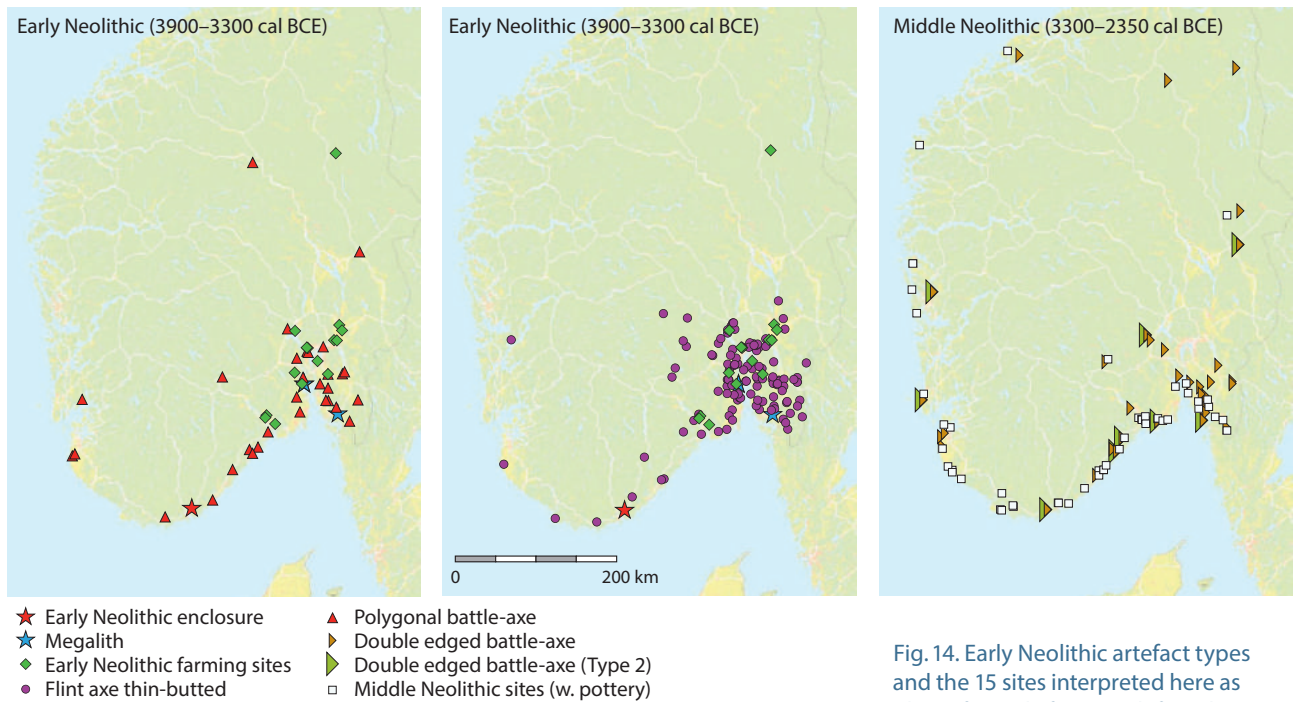 Early Neolithic (3900–3300 cal BCE)
Early Neolithic (3900–3300 cal BCE)
Middle Neolithic (3300–2350 cal BCE)
0 200 km
Early Neolithic enclosure
Megalith
Early Neolithic farming sites
Flint axe thin-butted
Polygonal battle-axe
Double edged battle-axe
Double edged battle-axe (Type 2)
Middle Neolithic sites (w. pottery)
Fig. 14. Early Neolithic artefact types
and the 15 sites interpreted here as